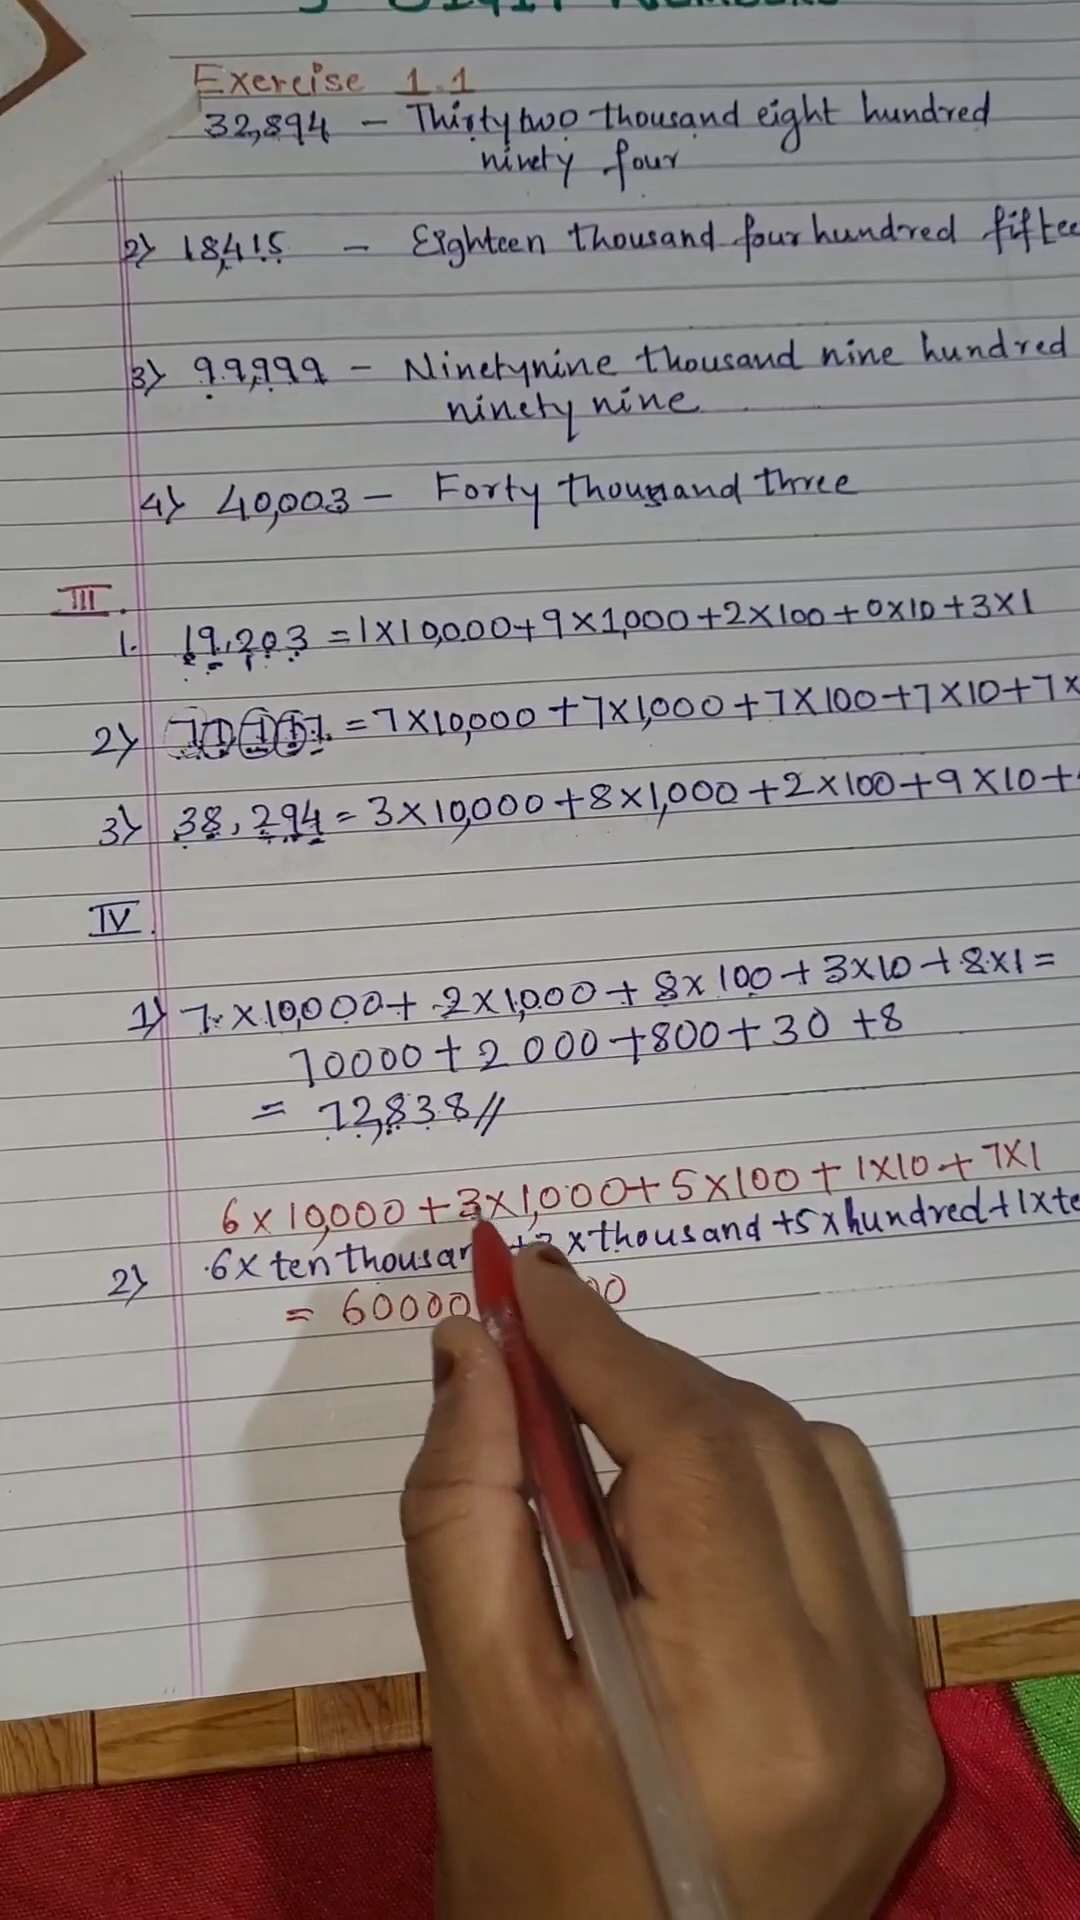 Exercise 1.1
32,894 - Thirtytwo thousand eight hundred
ninety four
2) 18,415 - Eighteen thousand four hundred
3) 99,999 - Ninetynine thousand nine hundred
ninety nine
4) 40,003 - Forty thousand three
III.
1. 19,203 = 1×10,000+9×1,000+2×100+0×10+3×1
2) = 7×10,000+7×1,000+7×100+7×10+7×
3) 38,294 = 3×10,000+8×1,000+2×100+9×10+
IV.
1) 7×10,000+2×1,000+8×100+3×10+8×1=
70000+2000+800+30+8
= 72,838//
6×10,000+3×1,000+5×100+1×10+7×1
2) 6× ten × thousand +5×hundred+1×
= 60000